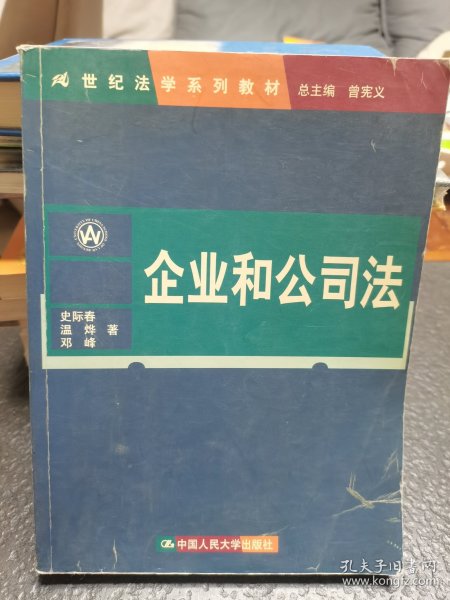 21世纪法学系列教材 总主编 曾宪义
企业和公司法
史际春
温烨 著
邓峰
中国人民大学出版社
孔夫子旧书网
www.kongfz.com